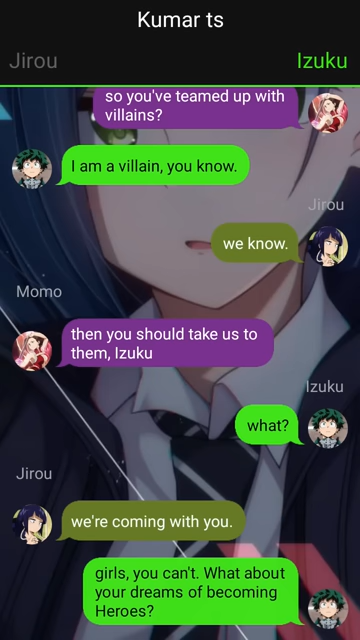 Kumar ts
Jirou
Izuku
so you've teamed up with
villains?
I am a villain, you know.
Jirou
we know.
Momo
then you should take us to
them, Izuku
Izuku
what?
Jirou
we're coming with you.
girls, you can't. What about
your dreams of becoming
Heroes?